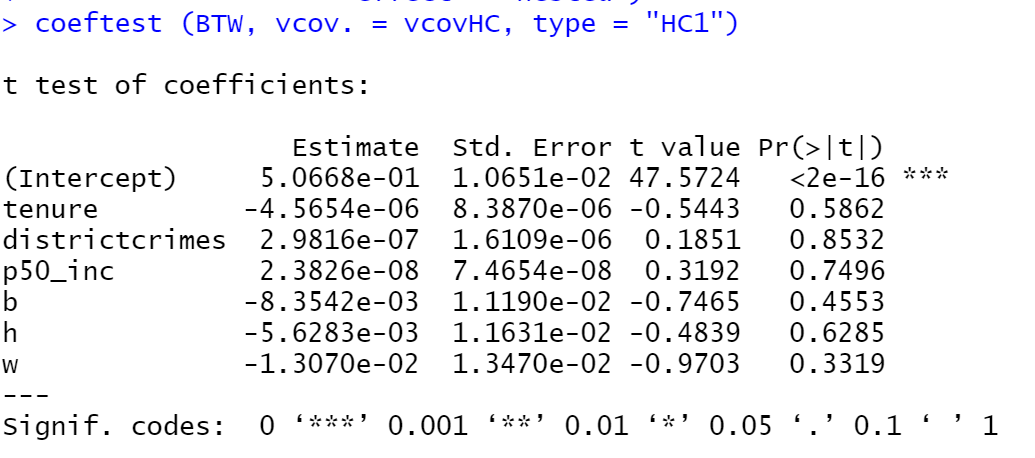 > coeftest (BTW, vcov. = vcovHC, type = "HC1")
t test of coefficients:
Estimate Std. Error t value Pr(>|t|)
(Intercept) 5.0668e-01 1.0651e-02 47.5724 <2e-16 ***
tenure -4.5654e-06 8.3870e-06 -0.5443 0.5862
districtcrimes 2.9816e-07 1.6109e-06 0.1851 0.8532
p50_inc 2.3826e-08 7.4654e-08 0.3192 0.7496
b -8.3542e-03 1.1190e-02 -0.7465 0.4553
h -5.6283e-03 1.1631e-02 -0.4839 0.6285
w -1.3070e-02 1.3470e-02 -0.9703 0.3319
---
Signif. codes: 0 ‘***’ 0.001 ‘**’ 0.01 ‘*’ 0.05 ‘.’ 0.1 ‘ ’ 1